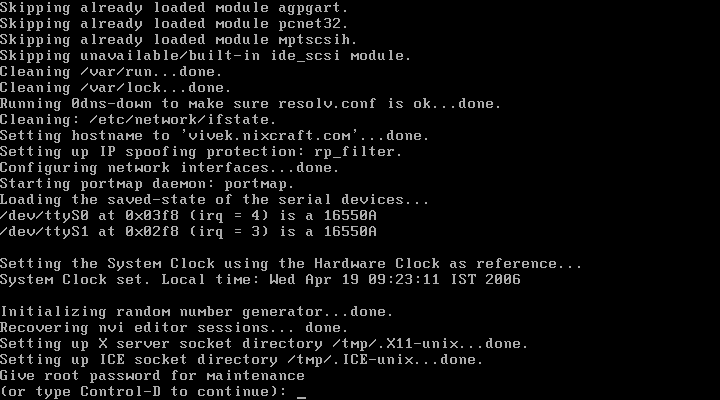 Skipping already loaded module agpgart.
Skipping already loaded module pcnet32.
Skipping already loaded module mptscsih.
Skipping unavailable/built-in ide_scsi module.
Cleaning /var/run...done.
Cleaning /var/lock...done.
Running 0dns-down to make sure resolv.conf is ok...done.
Cleaning: /etc/network/ifstate.
Setting hostname to 'vivek.nixcraft.com'...done.
Setting up IP spoofing protection: rp_filter.
Configuring network interfaces...done.
Starting portmap daemon: portmap.
Loading the saved-state of the serial devices...
/dev/ttyS0 at 0x03f8 (irq = 4) is a 16550A
/dev/ttyS1 at 0x02f8 (irq = 3) is a 16550A
Setting the System Clock using the Hardware Clock as reference...
System Clock set. Local time: Wed Apr 19 09:23:11 IST 2006
Initializing random number generator...done.
Recovering nvi editor sessions... done.
Setting up X server socket directory /tmp/.X11-unix...done.
Setting up ICE socket directory /tmp/.ICE-unix...done.
Give root password for maintenance
(or type Control-D to continue): _